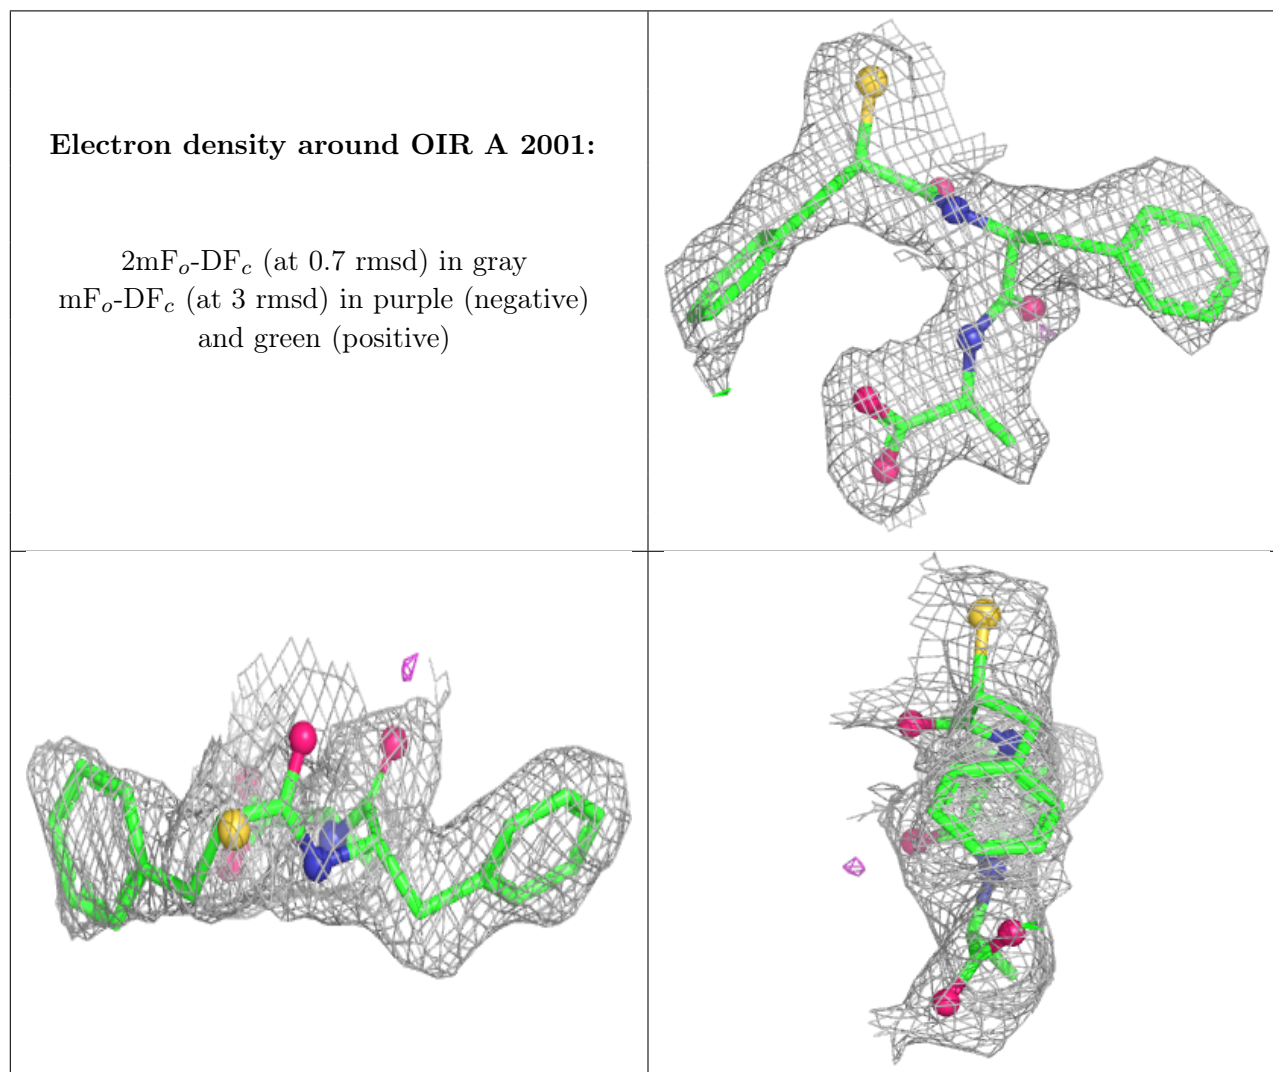 Electron density around OIR A 2001:
2mFo-DFc (at 0.7 rmsd) in gray
mFo-DFc (at 3 rmsd) in purple (negative)
and green (positive)